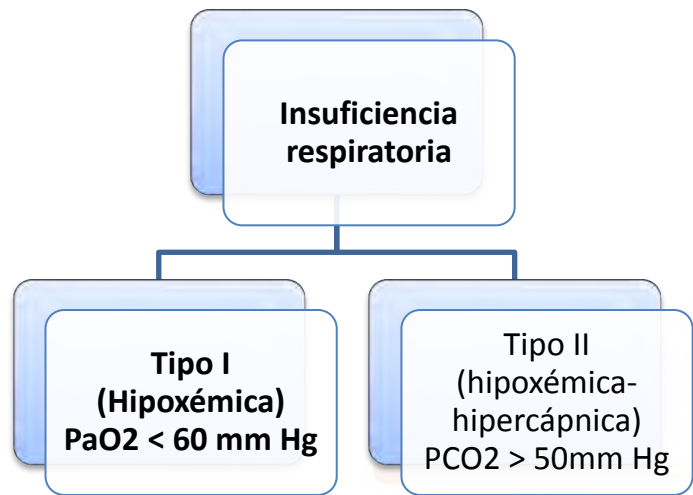 Insuficiencia
respiratoria
Tipo I
(Hipoxémica)
PaO2 < 60 mm Hg
Tipo II
(hipoxémica-
hipercápnica)
PCO2 > 50mm Hg